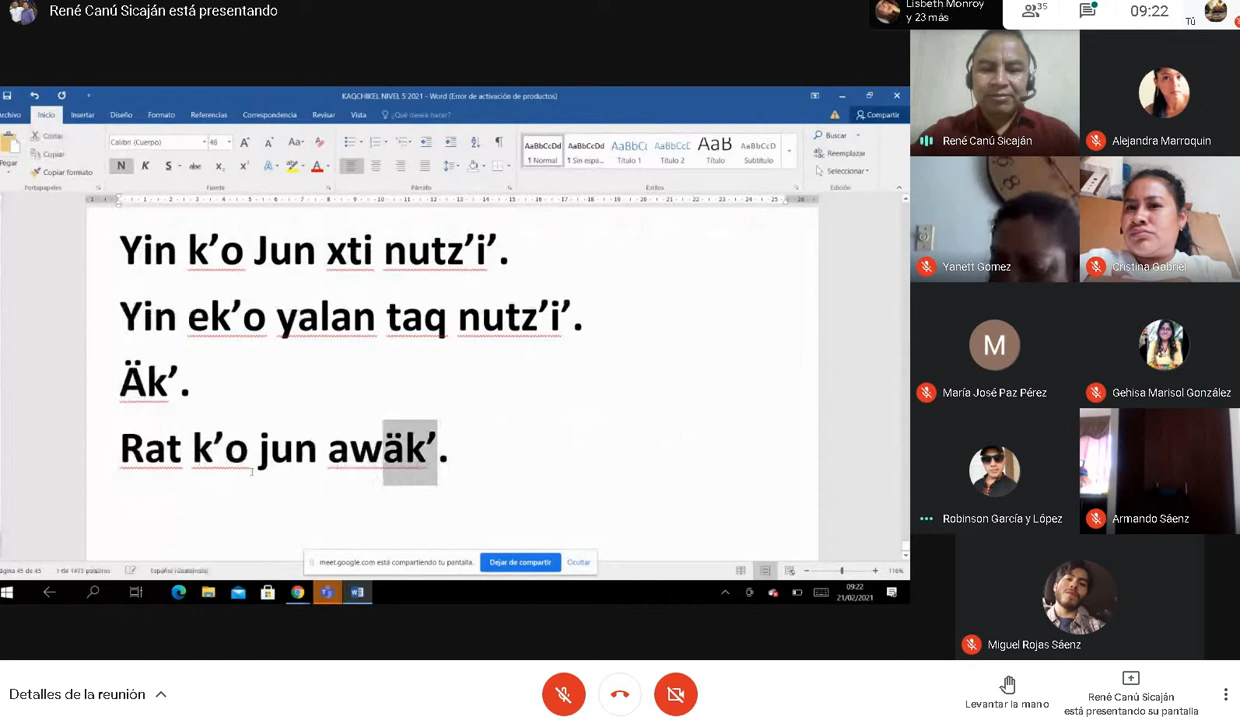 René Canú Sicaján está presentando
Lisbeth Monroy
y 23 más
35
09:22
Tú
KAQCHIKEL NIVEL 5 2021 - Word (Error de activación de productos)
Archivo Inicio Insertar Diseño Formato Referencias Correspondencia Revisar Vista ¿Qué desea hacer? Compartir
Pegar
Cortar
Copiar
Copiar formato
Portapapeles
Calibri (Cuerpo) 48
N K S abc
Fuente
Párrafo
AaBbCcDd AaBbCcDd AaBbC AaBbCcI AaB AaBbCcD
1 Normal 1 Sin espa... Título 1 Título 2 Título Subtítulo
Estilos
Buscar
Reemplazar
Seleccionar
Edición
Yin k’o Jun xti nutz’i’.
Yin ek’o yalan taq nutz’i’.
Äk’.
Rat k’o jun awäk’.
meet.google.com está compartiendo tu pantalla.
Dejar de compartir
Ocultar
Página 45 de 45
Español (Guatemala)
116%
09:22
21/02/2021
René Canú Sicaján
Alejandra Marroquin
Yanett Gomez
Cristina Gabriel
M
María José Paz Pérez
Gehisa Marisol González
Robinson García y López
Armando Sáenz
Miguel Rojas Sáenz
Detalles de la reunión
Levantar la mano
René Canú Sicaján
está presentando su pantalla